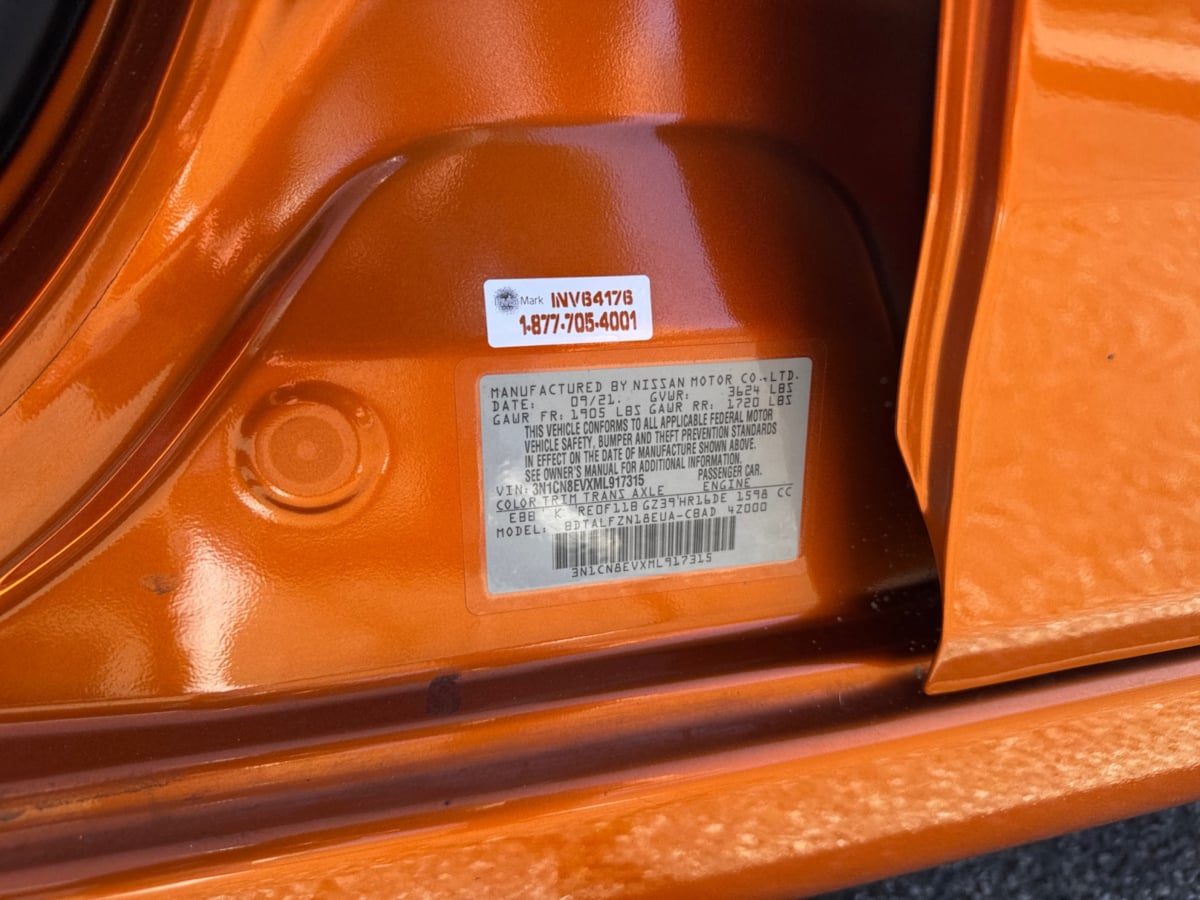 InVinMark INV64176
1-877-705-4001
MANUFACTURED BY NISSAN MOTOR CO.,LTD.
DATE: 09/21. GVWR: 3624 LBS
GAWR FR: 1905 LBS GAWR RR: 1720 LBS
THIS VEHICLE CONFORMS TO ALL APPLICABLE FEDERAL MOTOR
VEHICLE SAFETY, BUMPER AND THEFT PREVENTION STANDARDS
IN EFFECT ON THE DATE OF MANUFACTURE SHOWN ABOVE.
SEE OWNER'S MANUAL FOR ADDITIONAL INFORMATION.
VIN: 3N1CN8EVXML917315 PASSENGER CAR.
COLOR TRIM TRANS AXLE ENGINE
EBB K RE0F11B GZ39 HR16DE 1598 CC
MODEL: BDTALFZN18EUA-CBAD 4Z000
3N1CN8EVXML917315